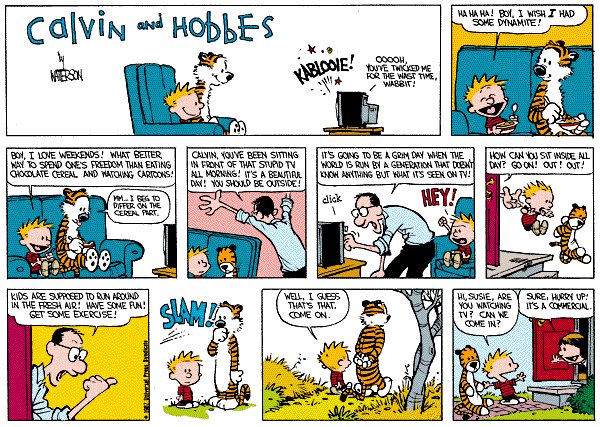 Calvin and HOBBES
by
WATERSON
KABLOOIE!
OOOOH,
YOU'VE TWICKED ME
FOR THE WAST TIME,
WABBIT!
HA HA HA! BOY, I WISH I HAD
SOME DYNAMITE!
BOY, I LOVE WEEKENDS! WHAT BETTER
WAY TO SPEND ONE'S FREEDOM THAN EATING
CHOCOLATE CEREAL AND WATCHING CARTOONS!
MM... I BEG TO
DIFFER ON THE
CEREAL PART.
CALVIN, YOU'VE BEEN SITTING
IN FRONT OF THAT STUPID TV
ALL MORNING! IT'S A BEAUTIFUL
DAY! YOU SHOULD BE OUTSIDE!
IT'S GOING TO BE A GRIM DAY WHEN THE
WORLD IS RUN BY A GENERATION THAT DOESN'T
KNOW ANYTHING BUT WHAT IT'S SEEN ON TV!
click
HEY!
HOW CAN YOU SIT INSIDE ALL
DAY? GO ON! OUT! OUT!
KIDS ARE SUPPOSED TO RUN AROUND
IN THE FRESH AIR! HAVE SOME FUN!
GET SOME EXERCISE!
SLAM!
WELL, I GUESS
THAT'S THAT.
COME ON.
HI, SUSIE, ARE
YOU WATCHING
TV? CAN WE
COME IN?
SURE, HURRY UP!
IT'S A COMMERCIAL.